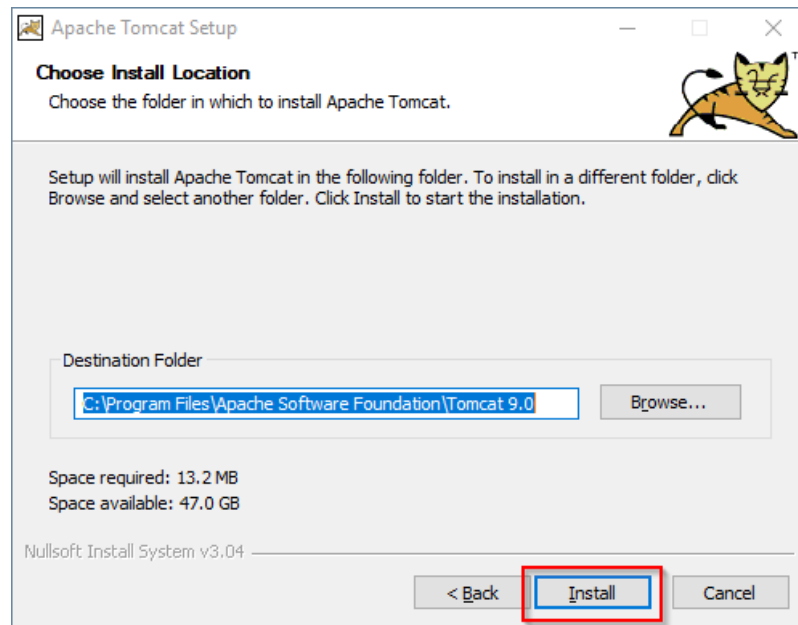 Apache Tomcat Setup
Choose Install Location
Choose the folder in which to install Apache Tomcat.
T
Setup will install Apache Tomcat in the following folder. To install in a different folder, click
Browse and select another folder. Click Install to start the installation.
Destination Folder
C:\Program Files\Apache Software Foundation\Tomcat 9.0
Browse...
Space required: 13.2 MB
Space available: 47.0 GB
Nullsoft Install System v3.04
< Back Install Cancel